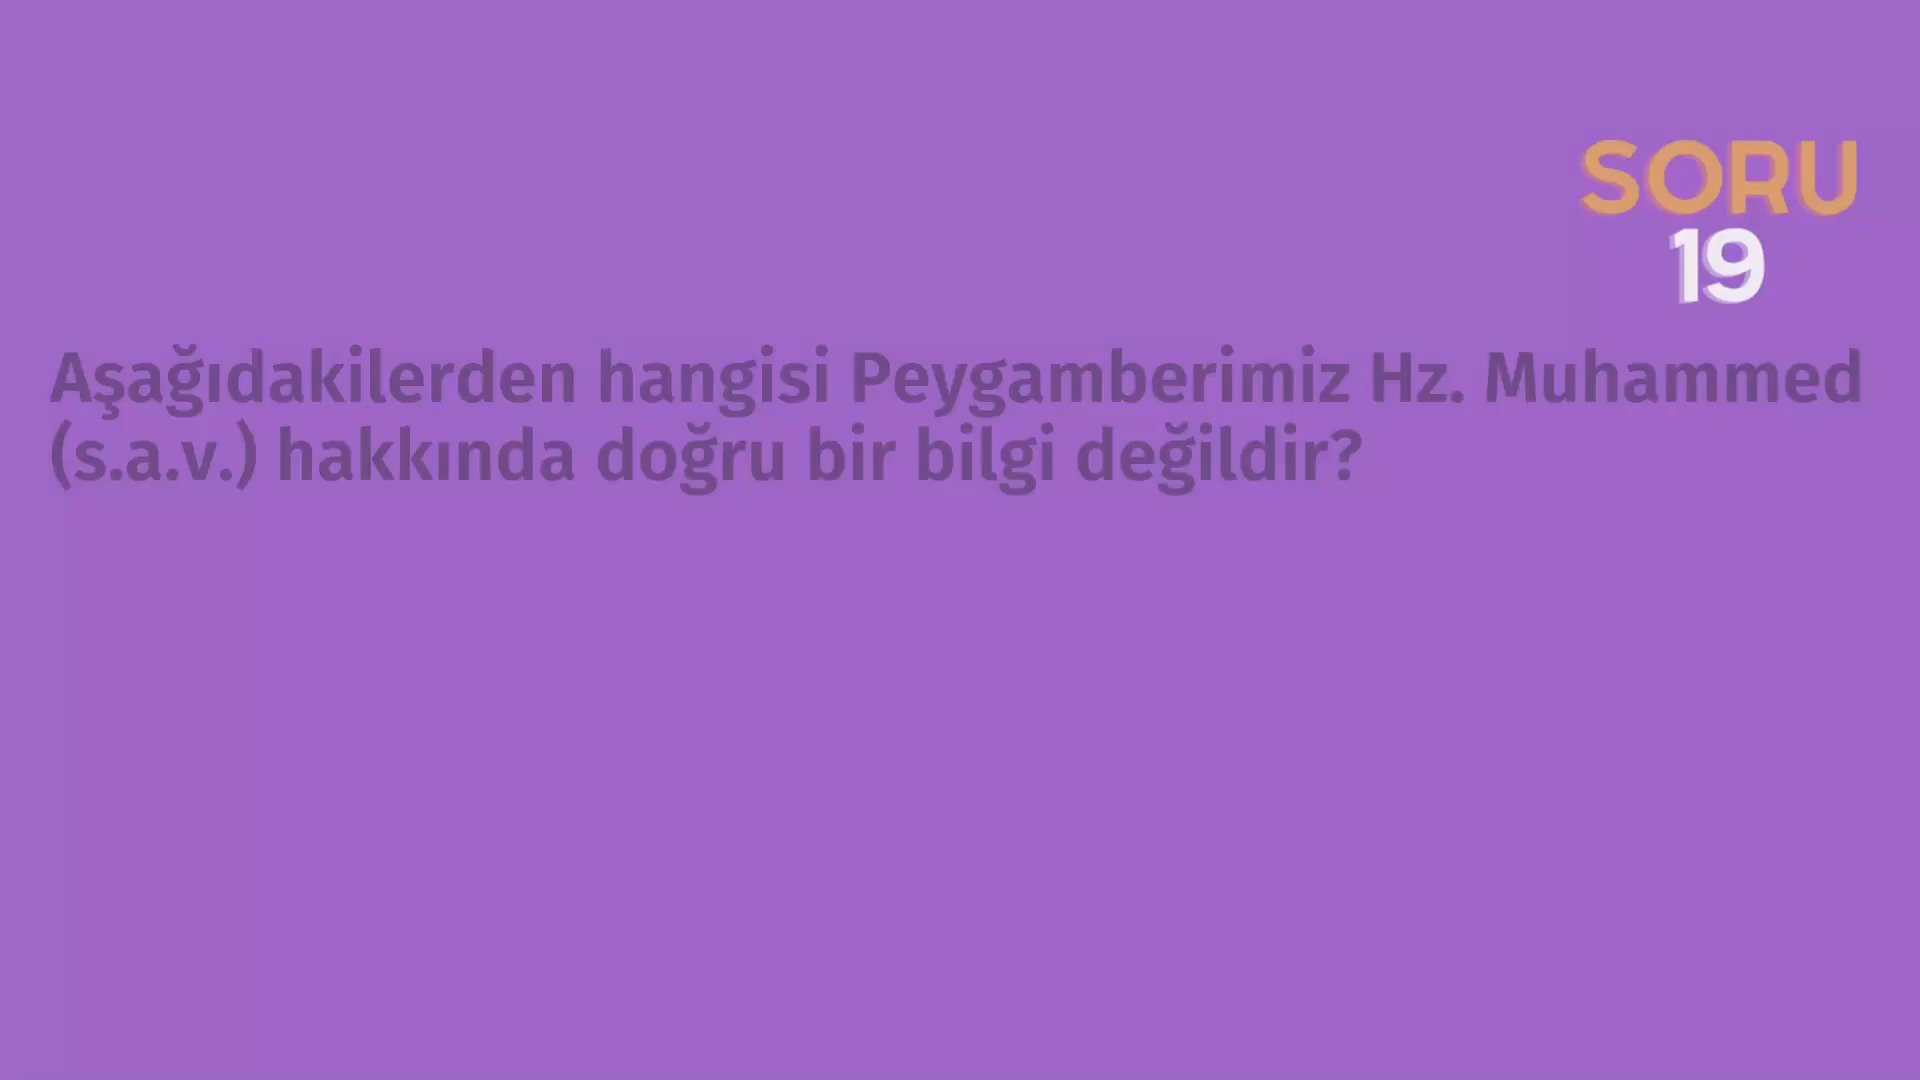 SORU
19
Aşağıdakilerden hangisi Peygamberimiz Hz. Muhammed
(s.a.v.) hakkında doğru bir bilgi değildir?